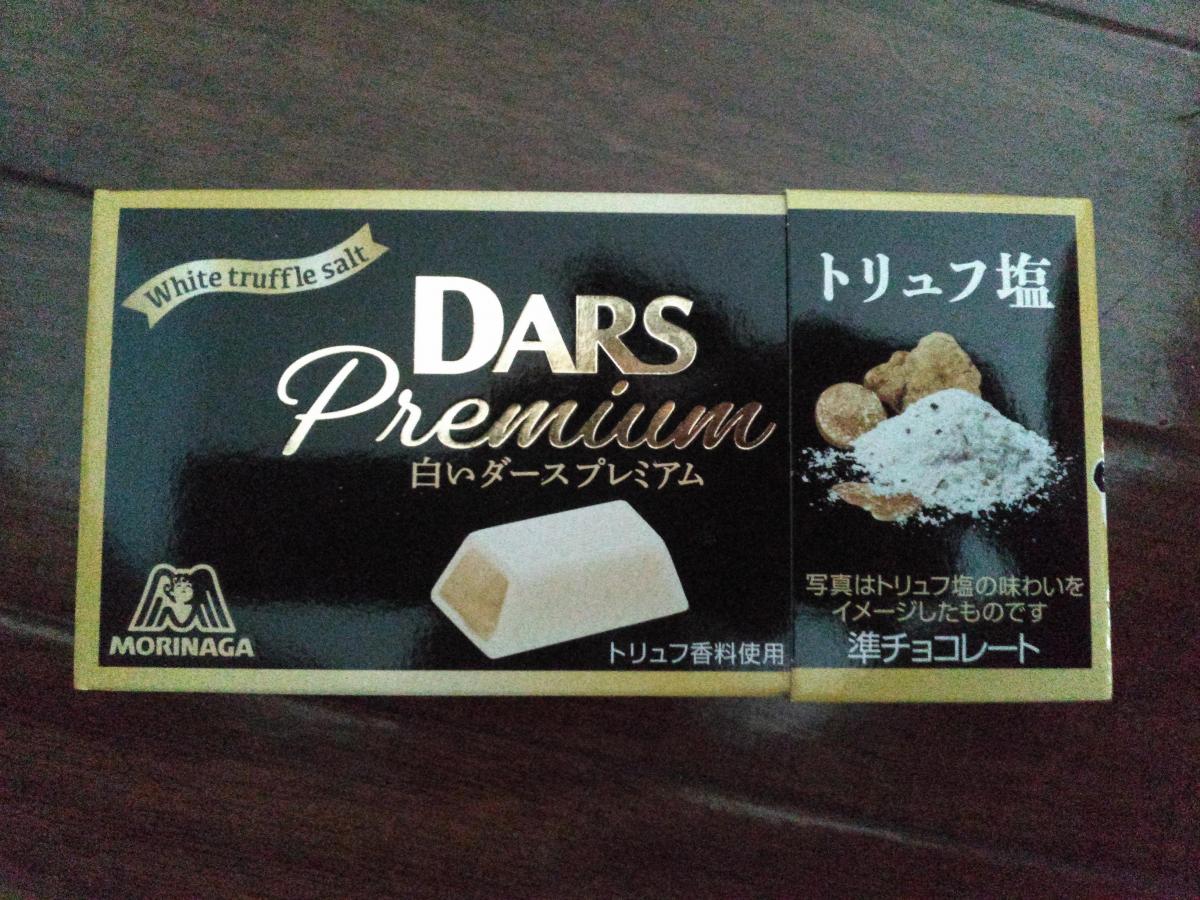 White truffle salt
DARS
Premium
白いダースプレミアム
MORINAGA
トリュフ香料使用
トリュフ塩
写真はトリュフ塩の味わいを
イメージしたものです
準チョコレート